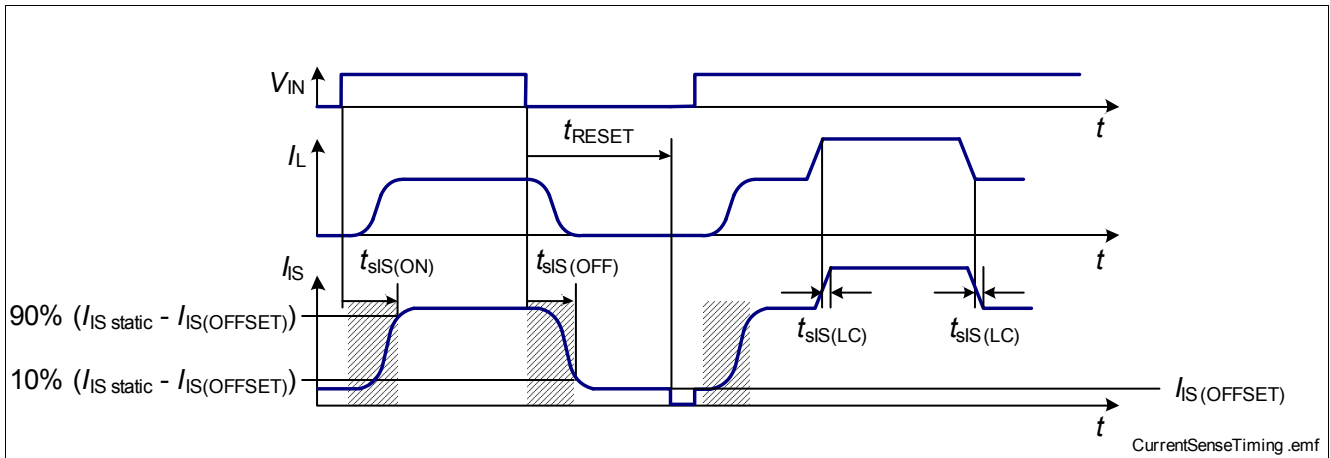 VIN
t
tRESET
IL
t
IIS
tsIS(ON)
tsIS(OFF)
90% (IIS static - IIS(OFFSET))
tsIS(LC)
tsIS(LC)
10% (IIS static - IIS(OFFSET))
IIS(OFFSET)
t
CurrentSenseTiming .emf